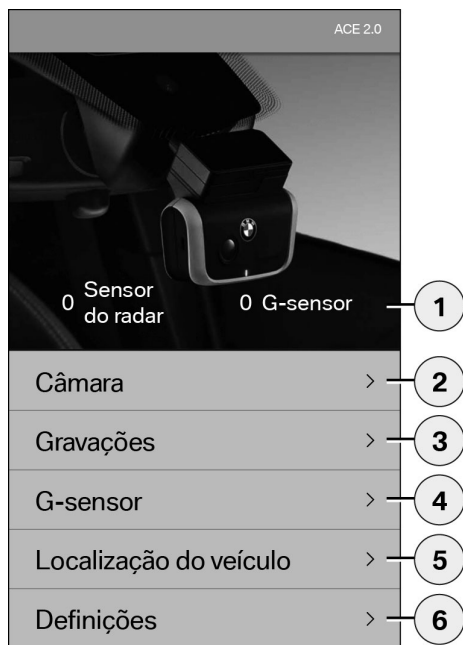 ACE 2.0
0 Sensor do radar
0 G-sensor
1
Câmara > 2
Gravações > 3
G-sensor > 4
Localização do veículo > 5
Definições > 6